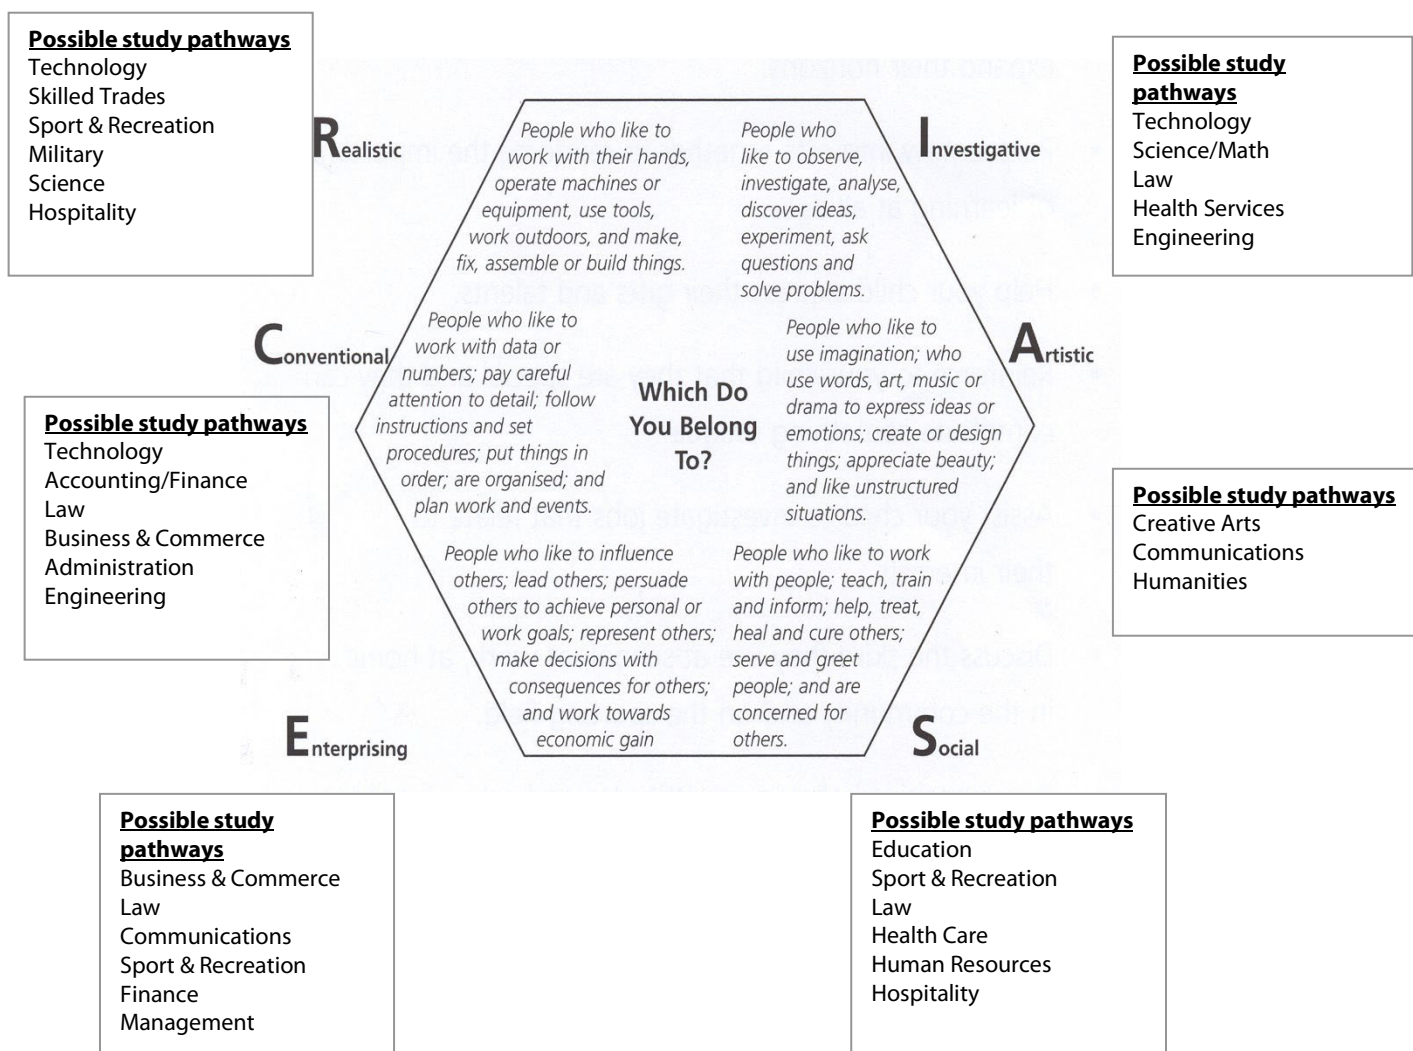 Possible study pathways
Technology
Skilled Trades
Sport & Recreation
Military
Science
Hospitality
Realistic
People who like to
work with their hands,
operate machines or
equipment, use tools,
work outdoors, and make,
fix, assemble or build things.
People who
like to observe,
investigate, analyse,
discover ideas,
experiment, ask
questions and
solve problems.
Investigative
Possible study
pathways
Technology
Science/Math
Law
Health Services
Engineering
Conventional
People who like to
work with data or
numbers; pay careful
attention to detail; follow
instructions and set
procedures; put things in
order; are organised; and
plan work and events.
Which Do
You Belong
To?
People who like to
use imagination; who
use words, art, music or
drama to express ideas or
emotions; create or design
things; appreciate beauty;
and like unstructured
situations.
Artistic
Possible study pathways
Technology
Accounting/Finance
Law
Business & Commerce
Administration
Engineering
Possible study pathways
Creative Arts
Communications
Humanities
People who like to influence
others; lead others; persuade
others to achieve personal or
work goals; represent others;
make decisions with
consequences for others;
and work towards
economic gain
People who like to work
with people; teach, train
and inform; help, treat,
heal and cure others;
serve and greet
people; and are
concerned for
others.
Enterprising
Social
Possible study
pathways
Business & Commerce
Law
Communications
Sport & Recreation
Finance
Management
Possible study pathways
Education
Sport & Recreation
Law
Health Care
Human Resources
Hospitality